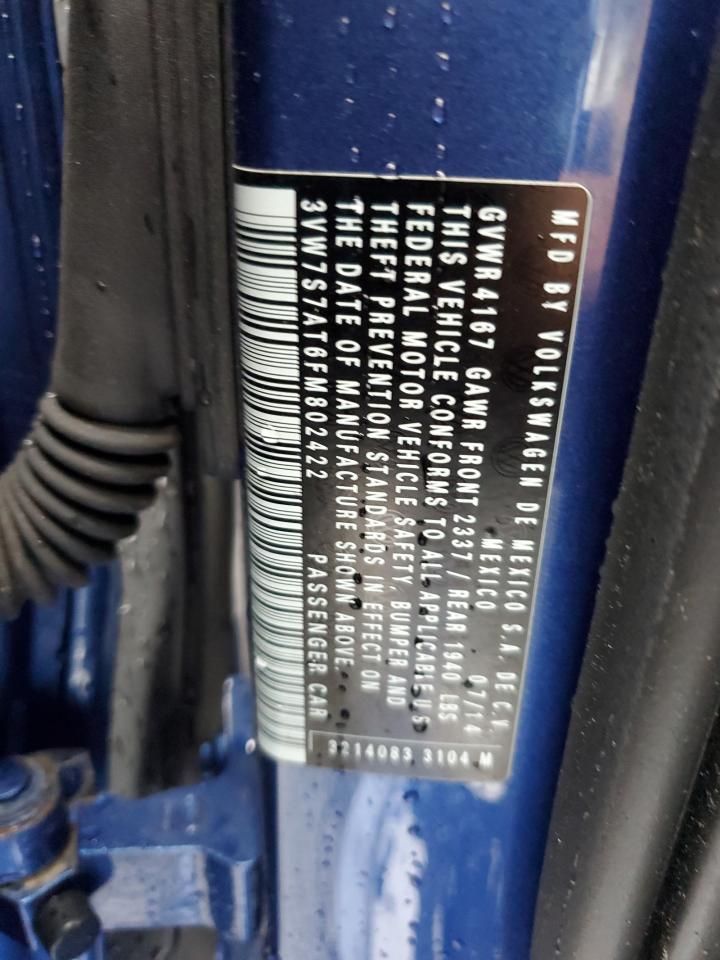 MFD BY VOLKSWAGEN DE MEXICO S.A. DE C.V.
MEXICO 07/14
GVWR 4167 GAWR FRONT 2337 / REAR 1940 LBS
THIS VEHICLE CONFORMS TO ALL APPLICABLE U.S
FEDERAL MOTOR VEHICLE SAFETY, BUMPER AND
THEFT PREVENTION STANDARDS IN EFFECT ON
THE DATE OF MANUFACTURE SHOWN ABOVE.
3VW7S7AT6FM802422 PASSENGER CAR
3214083 3104 M